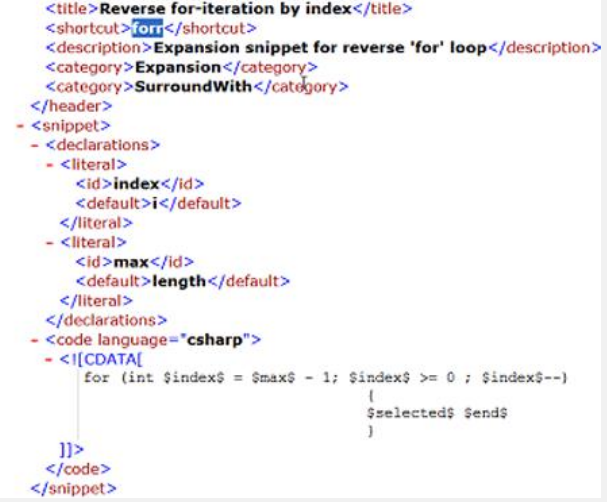 <title>Reverse for-iteration by index</title>
<shortcut>forr</shortcut>
<description>Expansion snippet for reverse 'for' loop</description>
<category>Expansion</category>
<category>SurroundWith</category>
</header>
- <snippet>
- <declarations>
- <literal>
<id>index</id>
<default>i</default>
</literal>
- <literal>
<id>max</id>
<default>length</default>
</literal>
</declarations>
- <code language="csharp">
- <![CDATA[
for (int $index$ = $max$ - 1; $index$ >= 0 ; $index$--)
{
$selected$ $end$
}
]]>
</code>
</snippet>